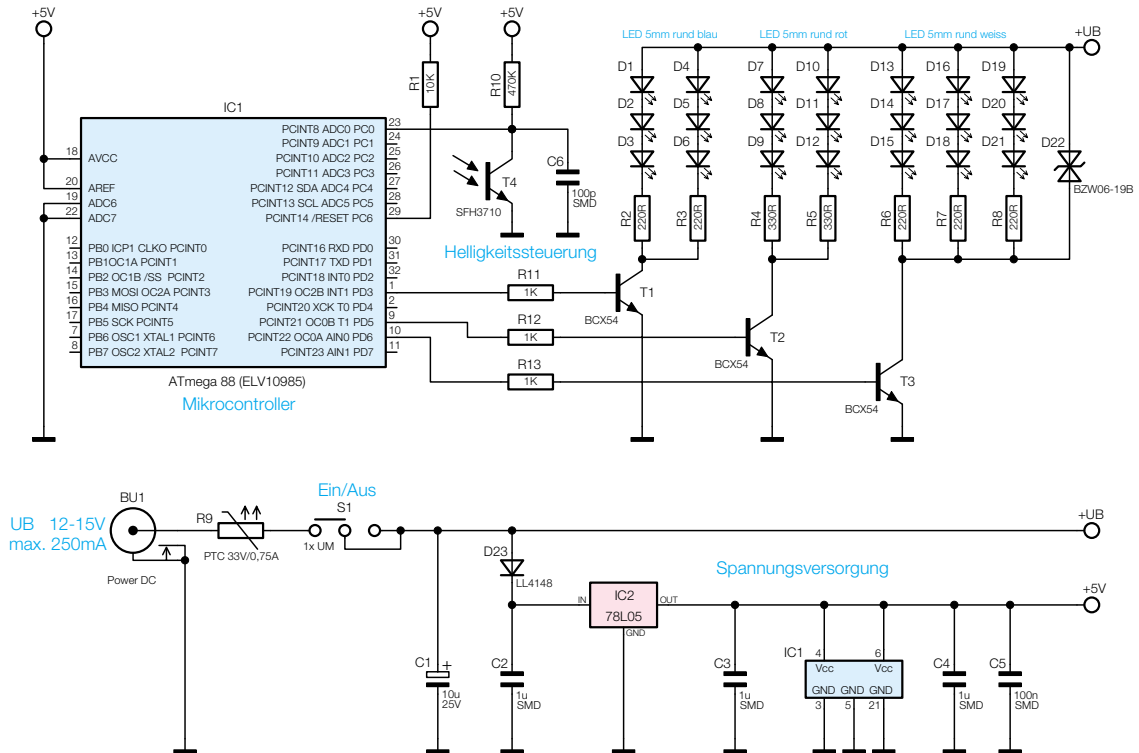 +5V
+5V
+5V
LED 5mm rund blau
LED 5mm rund rot
LED 5mm rund weiss
+UB
R1
10K
R10
470K
IC1
PCINT8 ADC0 PC0
PCINT9 ADC1 PC1
PCINT10 ADC2 PC2
PCINT11 ADC3 PC3
PCINT12 SDA ADC4 PC4
PCINT13 SCL ADC5 PC5
PCINT14 /RESET PC6
23
24
25
26
27
28
29
18
AVCC
20
AREF
19
ADC6
22
ADC7
12
PB0 ICP1 CLKO PCINT0
13
PB1OC1A PCINT1
14
PB2 OC1B /SS PCINT2
15
PB3 MOSI OC2A PCINT3
16
PB4 MISO PCINT4
17
PB5 SCK PCINT5
7
PB6 OSC1 XTAL1 PCINT6
8
PB7 OSC2 XTAL2 PCINT7
PCINT16 RXD PD0
PCINT17 TXD PD1
PCINT18 INT0 PD2
PCINT19 OC2B INT1 PD3
PCINT20 XCK T0 PD4
PCINT21 OC0B T1 PD5
PCINT22 OC0A AIN0 PD6
PCINT23 AIN1 PD7
30
31
32
1
2
9
10
11
ATmega 88 (ELV10985)
Mikrocontroller
T4
SFH3710
C6
100p
SMD
Helligkeitssteuerung
R11
1K
R12
1K
R13
1K
D1
D4
D7
D10
D13
D16
D19
D2
D5
D8
D11
D14
D17
D20
D3
D6
D9
D12
D15
D18
D21
D22
BZW06-19B
R2
220R
R3
220R
R4
330R
R5
330R
R6
220R
R7
220R
R8
220R
T1
BCX54
T2
BCX54
T3
BCX54
BU1
UB 12-15V
max. 250mA
Power DC
R9
PTC 33V/0,75A
Ein/Aus
S1
1x UM
+UB
D23
LL4148
Spannungsversorgung
IN
IC2
78L05
OUT
GND
+5V
C1
+
10u
25V
C2
1u
SMD
C3
1u
SMD
IC1
4
6
Vcc
Vcc
GND GND GND
3
5
21
C4
1u
SMD
C5
100n
SMD